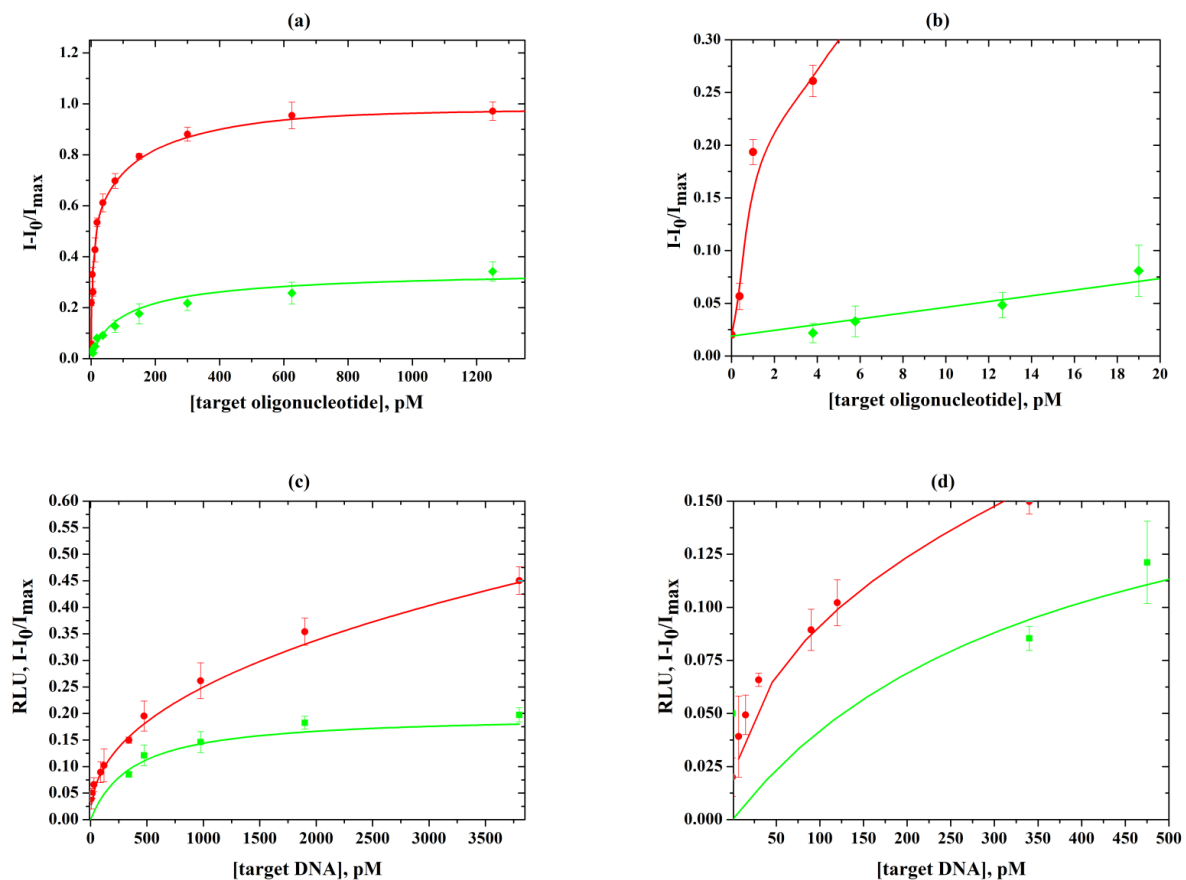 (a)
I-I0/Imax
1.2
1.0
0.8
0.6
0.4
0.2
0.0
0 200 400 600 800 1000 1200
[target oligonucleotide], pM
(b)
I-I0/Imax
0.30
0.25
0.20
0.15
0.10
0.05
0.00
0 2 4 6 8 10 12 14 16 18 20
[target oligonucleotide], pM
(c)
RLU, I-I0/Imax
0.60
0.55
0.50
0.45
0.40
0.35
0.30
0.25
0.20
0.15
0.10
0.05
0.00
0 500 1000 1500 2000 2500 3000 3500
[target DNA], pM
(d)
RLU, I-I0/Imax
0.150
0.125
0.100
0.075
0.050
0.025
0.000
50 100 150 200 250 300 350 400 450 500
[target DNA], pM